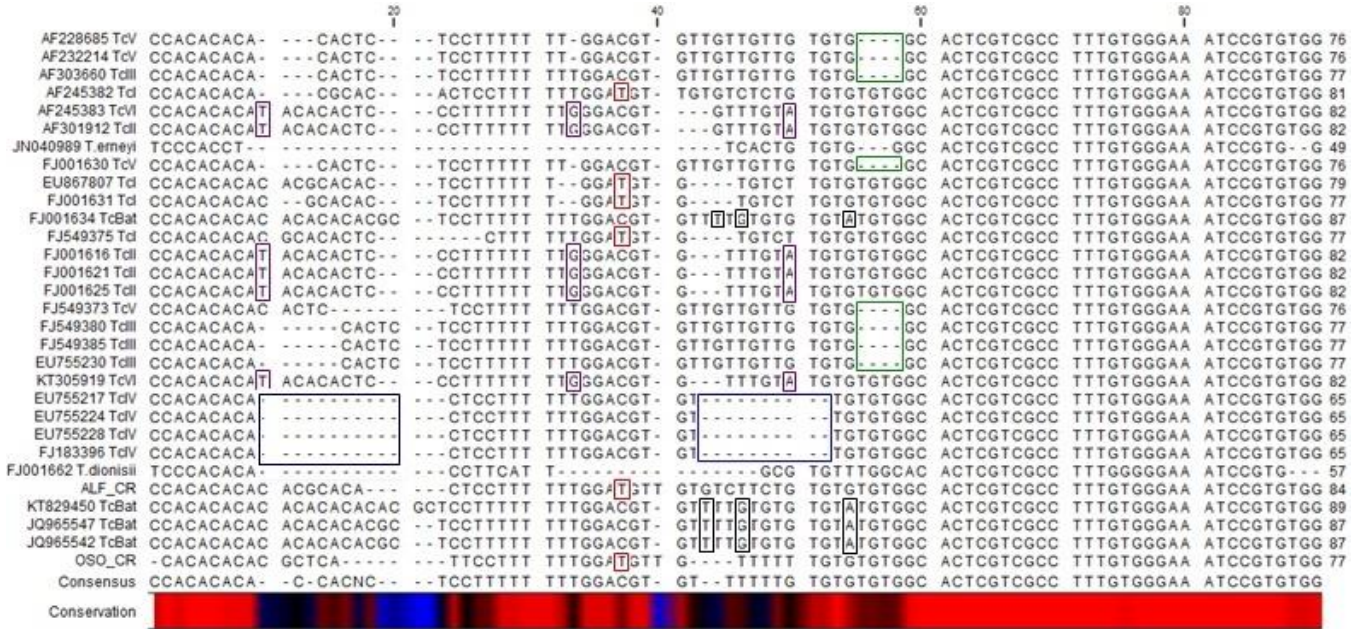 20 40 60 80
AF228685 TcV CCACACACA- ---CACTC-- --TCCTTTTT TT-GGACGT- GTTGTTGTTG TGTG----GC ACTCGTCGCC TTTGTGGGAA ATCCGTGTGG 76
AF232214 TcV CCACACACA- ---CACTC-- --TCCTTTTT TT-GGACGT- GTTGTTGTTG TGTG----GC ACTCGTCGCC TTTGTGGGAA ATCCGTGTGG 76
AF303660 TcIII CCACACACA- ---CACTC-- --TCCTTTTT TTTGGACGT- GTTGTTGTTG TGTG----GC ACTCGTCGCC TTTGTGGGAA ATCCGTGTGG 77
AF245382 TcI CCACACACA- ---CGCAC-- --ACTCCTTT TTTGGATGT- TGTGTCTCTG TGTGTGTGGC ACTCGTCGCC TTTGTGGGAA ATCCGTGTGG 81
AF245383 TcVI CCACACACAT ACACACTC-- --CCTTTTTT TTGGGACGT- ---GTTTGTA TGTGTGTGGC ACTCGTCGCC TTTGTGGGAA ATCCGTGTGG 82
AF301912 TcII CCACACACAT ACACACTC-- --CCTTTTTT TTGGGACGT- ---GTTTGTA TGTGTGTGGC ACTCGTCGCC TTTGTGGGAA ATCCGTGTGG 82
JN040989 T.erneyi TCCCACCT-- ---------- ---------- ---------- ----TCACTG TGTG---GGC ACTCGTCGCC TTTGTGGGAA ATCCGTG--G 49
FJ001630 TcV CCACACACA- ---CACTC-- --TCCTTTTT TT-GGACGT- GTTGTTGTTG TGTG----GC ACTCGTCGCC TTTGTGGGAA ATCCGTGTGG 76
EU867807 TcI CCACACACAC ACGCACAC-- --TCCTTTTT T--GGATGT- G----TGTCT TGTGTGTGGC ACTCGTCGCC TTTGTGGGAA ATCCGTGTGG 79
FJ001631 TcI CCACACACAC --GCACAC-- --TCCTTTTT T--GGATGT- G----TGTCT TGTGTGTGGC ACTCGTCGCC TTTGTGGGAA ATCCGTGTGG 77
FJ001634 TcBat CCACACACAC ACACACACGC --TCCTTTTT TTTGGACGT- GTTTTGTGTG TGTATGTGGC ACTCGTCGCC TTTGTGGGAA ATCCGTGTGG 87
FJ549375 TcI CCACACACAC GCACACTC-- ------CTTT TTTGGATGT- G----TGTCT TGTGTGTGGC ACTCGTCGCC TTTGTGGGAA ATCCGTGTGG 77
FJ001616 TcII CCACACACAT ACACACTC-- --CCTTTTTT TTGGGACGT- G----TTTGTA TGTGTGTGGC ACTCGTCGCC TTTGTGGGAA ATCCGTGTGG 82
FJ001621 TcII CCACACACAT ACACACTC-- --CCTTTTTT TTGGGACGT- G---TTTGTA TGTGTGTGGC ACTCGTCGCC TTTGTGGGAA ATCCGTGTGG 82
FJ001625 TcII CCACACACAT ACACACTC-- --CCTTTTTT TTGGGACGT- G---TTTGTA TGTGTGTGGC ACTCGTCGCC TTTGTGGGAA ATCCGTGTGG 82
FJ549373 TcV CCACACACAC ACTC------ ---TCCTTTT TTTGGACGT- GTTGTTGTTG TGTG----GC ACTCGTCGCC TTTGTGGGAA ATCCGTGTGG 76
FJ549380 TcIII CCACACACA- -----CACTC --TCCTTTTT TTTGGACGT- GTTGTTGTTG TGTG----GC ACTCGTCGCC TTTGTGGGAA ATCCGTGTGG 77
FJ549385 TcIII CCACACACA- -----CACTC --TCCTTTTT TTTGGACGT- GTTGTTGTTG TGTG----GC ACTCGTCGCC TTTGTGGGAA ATCCGTGTGG 77
EU755230 TcIII CCACACACA- -----CACTC --TCCTTTTT TTTGGACGT- GTTGTTGTTG TGTG----GC ACTCGTCGCC TTTGTGGGAA ATCCGTGTGG 77
KT305919 TcVI CCACACACAT ACACACTC-- --CCTTTTTT TTGGGACGT- G---TTTGTA TGTGTGTGGC ACTCGTCGCC TTTGTGGGAA ATCCGTGTGG 82
EU755217 TcIV CCACACACA- ---------- ---CTCCTTT TTTGGACGT- GT-------- --TGTGTGGC ACTCGTCGCC TTTGTGGGAA ATCCGTGTGG 65
EU755224 TcIV CCACACACA- ---------- ---CTCCTTT TTTGGACGT- GT-------- --TGTGTGGC ACTCGTCGCC TTTGTGGGAA ATCCGTGTGG 65
EU755228 TcIV CCACACACA- ---------- ---CTCCTTT TTTGGACGT- GT-------- --TGTGTGGC ACTCGTCGCC TTTGTGGGAA ATCCGTGTGG 65
FJ183396 TcIV CCACACACA- ---------- ---CTCCTTT TTTGGACGT- GT-------- --TGTGTGGC ACTCGTCGCC TTTGTGGGAA ATCCGTGTGG 65
FJ001662 T.dionisii TCCCACACA- ---------- ---CCTTCAT T--------- -------GCG TGTTTGGCAC ACTCGTCGCC TTTGGGGGAA ATCCGTG--- 57
ALF_CR CCACACACAC ACGCACA--- ---CTCCTTT TTTGGATGTT GTGTCTTCTG TGTGTGTGGC ACTCGTCGCC TTTGTGGGAA ATCCGTGTGG 84
KT829450 TcBat CCACACACAC ACACACACAC GCTCCTTTTT TTTGGACGT- GTTTTGTGTG TGTATGTGGC ACTCGTCGCC TTTGTGGGAA ATCCGTGTGG 89
JQ965547 TcBat CCACACACAC ACACACACGC --TCCTTTTT TTTGGACGT- GTTTTGTGTG TGTATGTGGC ACTCGTCGCC TTTGTGGGAA ATCCGTGTGG 87
JQ965542 TcBat CCACACACAC ACACACACGC --TCCTTTTT TTTGGACGT- GTTTTGTGTG TGTATGTGGC ACTCGTCGCC TTTGTGGGAA ATCCGTGTGG 87
OSO_CR -CACACACAC GCTCA----- ---TTCCTTT TTTGGATGTT G----TTTTT TGTGTGTGGC ACTCGTCGCC TTTGTGGGAA ATCCGTGTGG 77
Consensus CCACACACA- -C-CACNC-- --TCCTTTTT TTTGGACGT- GT--TTTTTG TGTGTGTGGC ACTCGTCGCC TTTGTGGGAA ATCCGTGTGG
Conservation